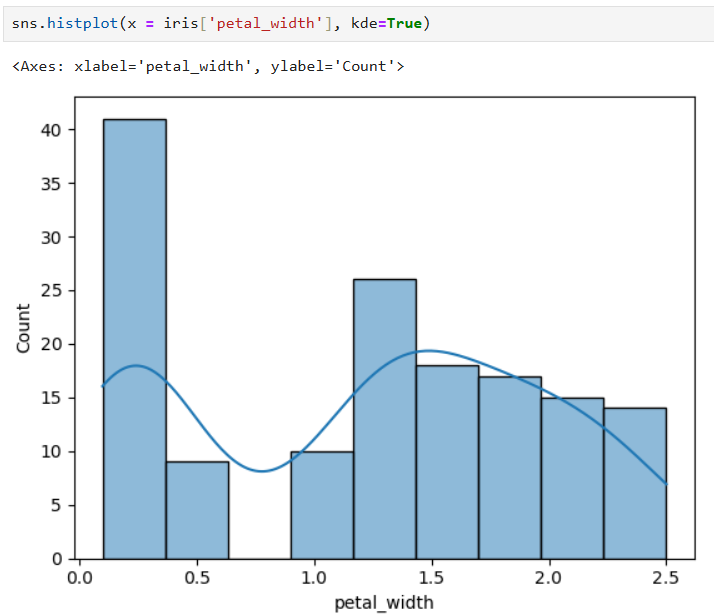 sns.histplot(x = iris['petal_width'], kde=True)
<Axes: xlabel='petal_width', ylabel='Count'>
40
35
30
25
20
15
10
5
0
Count
0.0 0.5 1.0 1.5 2.0 2.5
petal_width